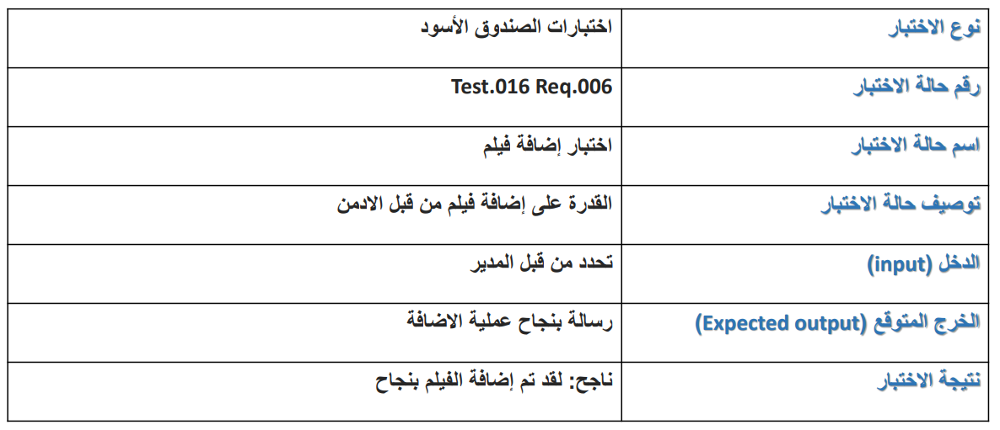 نوع الاختبار اختبارات الصندوق الأسود
رقم حالة الاختبار Test.016 Req.006
اسم حالة الاختبار اختبار إضافة فيلم
توصيف حالة الاختبار القدرة على إضافة فيلم من قبل الادمن
الدخل (input) تحدد من قبل المدير
الخرج المتوقع (Expected output) رسالة بنجاح عملية الاضافة
نتيجة الاختبار ناجح: لقد تم إضافة الفيلم بنجاح